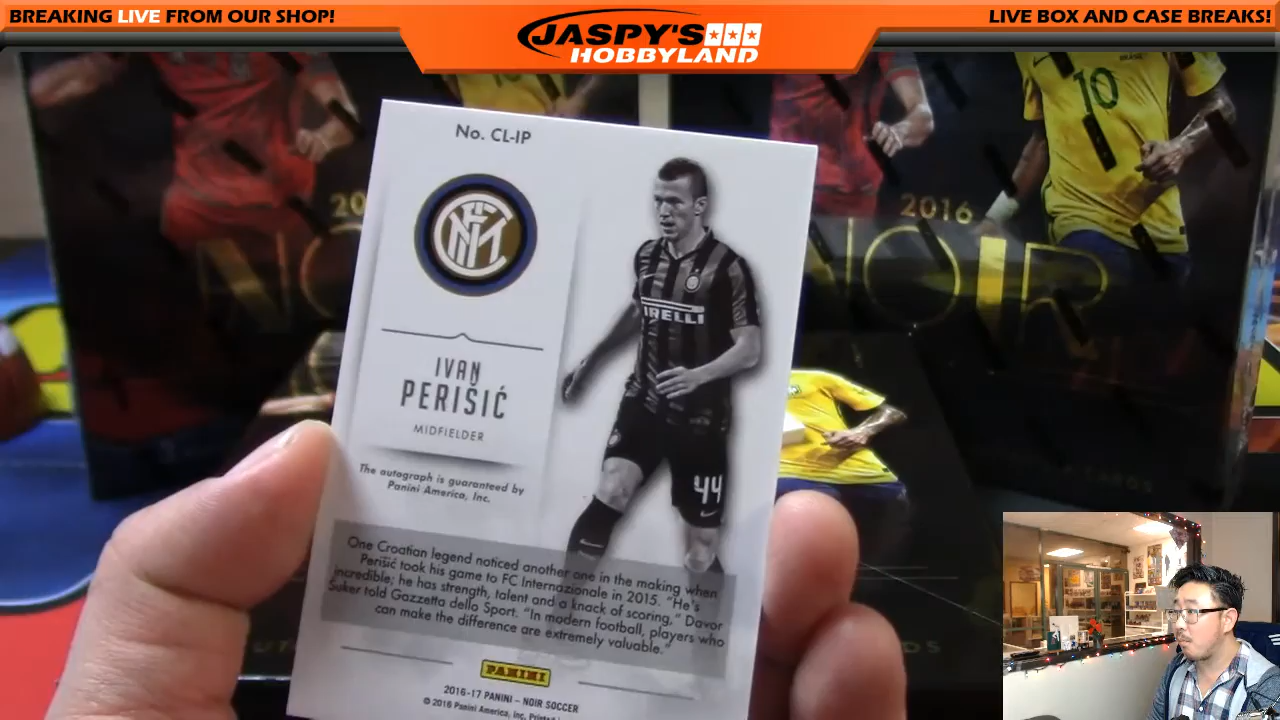 BREAKING LIVE FROM OUR SHOP!
JASPY'S
HOBBYLAND
LIVE BOX AND CASE BREAKS!
No. CL-IP
IVAN
PERIŠIĆ
MIDFIELDER
The autograph is guaranteed by
Panini America, Inc.
One Croatian legend noticed another one in the making when
Perišić took his game to FC Internazionale in 2015. "He's
incredible; he has strength, talent and a knack of scoring," Davor
Šuker told Gazzetta dello Sport. "In modern football, players who
can make the difference are extremely valuable."
PANINI
2016-17 PANINI – NOIR SOCCER
© 2016 Panini America, Inc. Printed
PIRELLI
44
20
NO
2016
NOIR
10